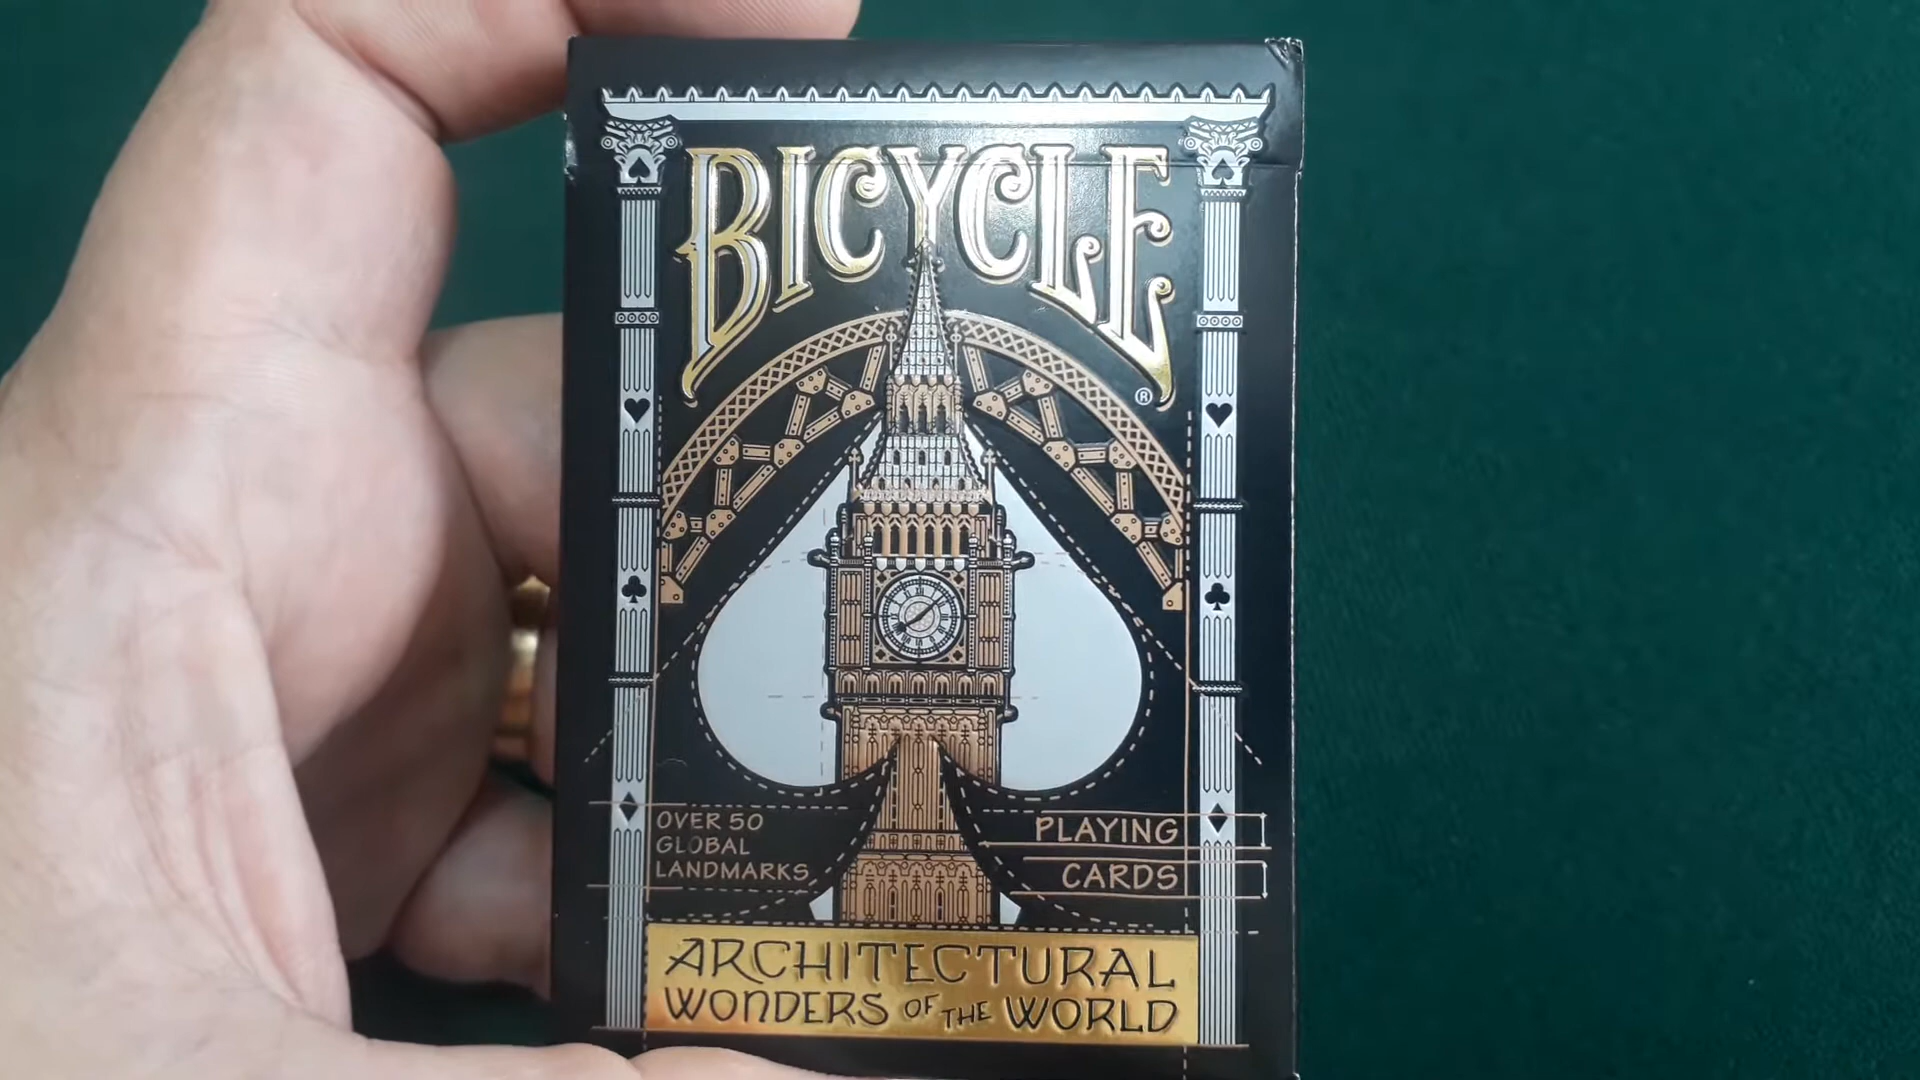 BICYCLE
®
OVER 50
GLOBAL
LANDMARKS
PLAYING
CARDS
ARCHITECTURAL
WONDERS OF THE WORLD